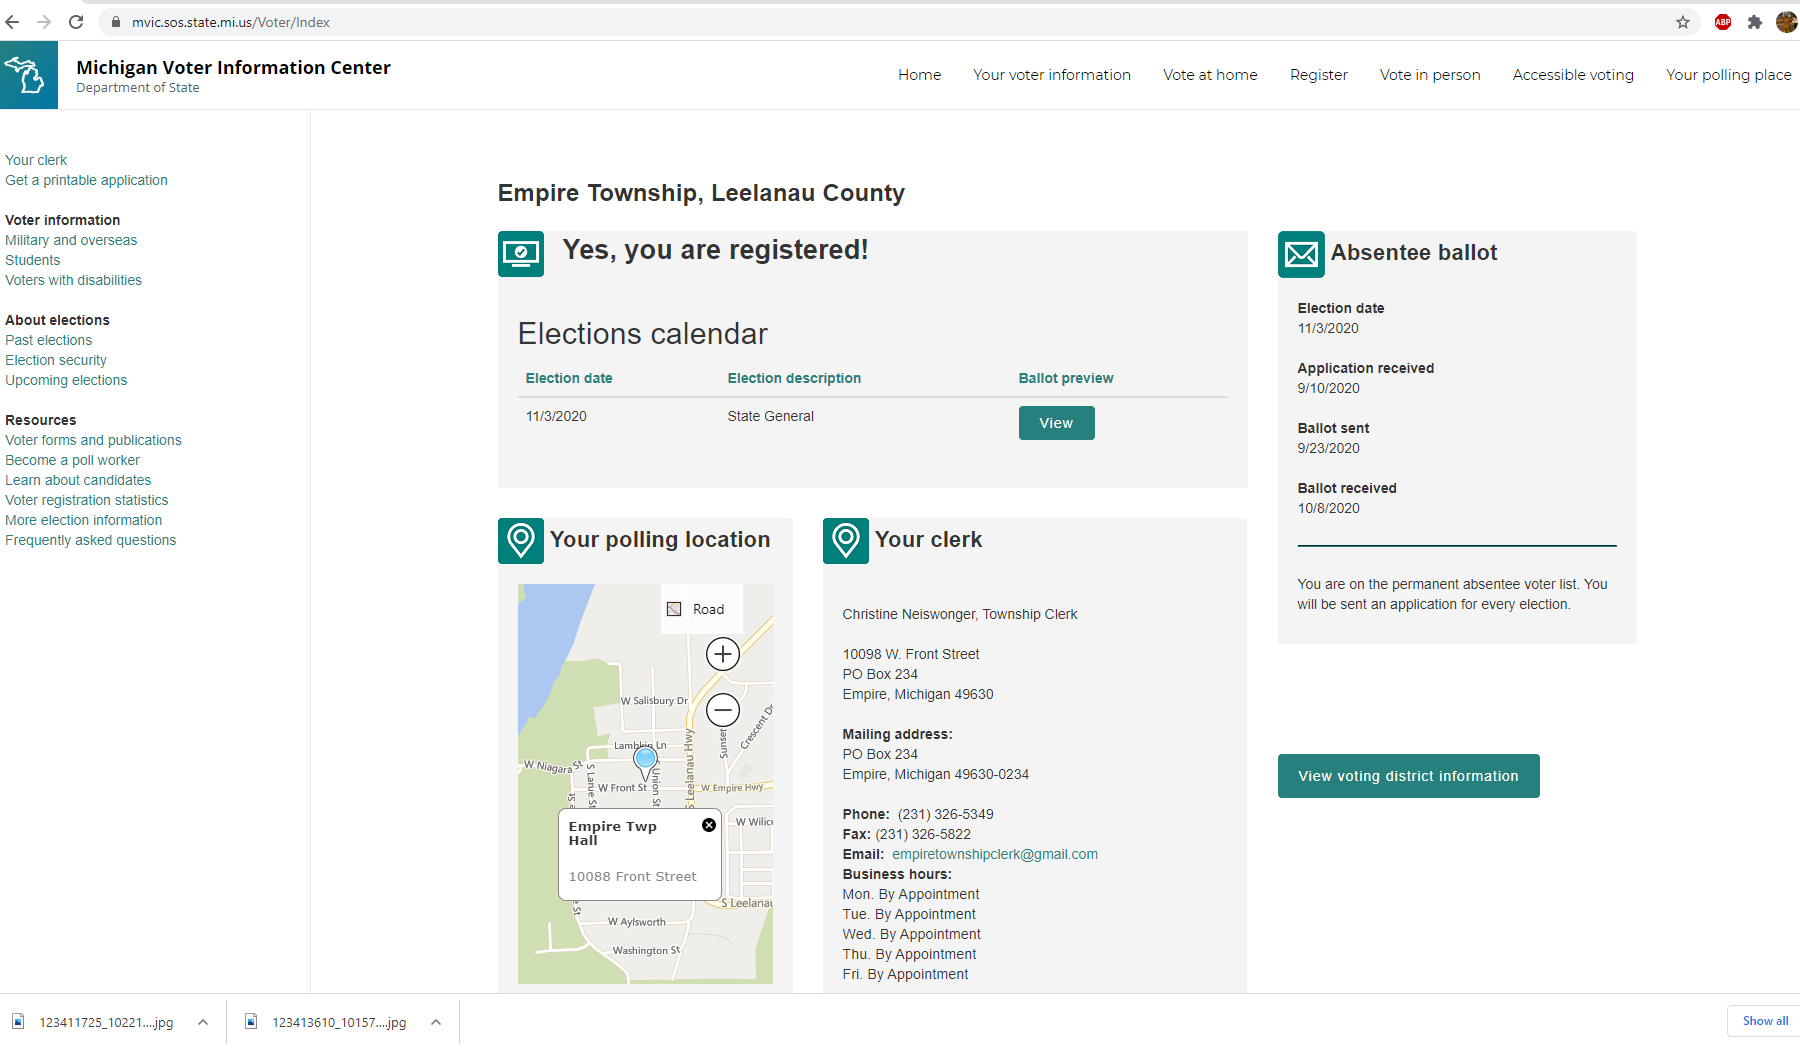 mvic.sos.state.mi.us/Voter/Index
ABP
Michigan Voter Information Center
Department of State
Home
Your voter information
Vote at home
Register
Vote in person
Accessible voting
Your polling place
Your clerk
Get a printable application
Voter information
Military and overseas
Students
Voters with disabilities
About elections
Past elections
Election security
Upcoming elections
Resources
Voter forms and publications
Become a poll worker
Learn about candidates
Voter registration statistics
More election information
Frequently asked questions
Empire Township, Leelanau County
Yes, you are registered!
Elections calendar
Election date Election description Ballot preview
11/3/2020 State General View
Absentee ballot
Election date
11/3/2020
Application received
9/10/2020
Ballot sent
9/23/2020
Ballot received
10/8/2020
You are on the permanent absentee voter list. You
will be sent an application for every election.
View voting district information
Your polling location
Road
W Salisbury Dr
Crescent Dr
Sunset
Lambkin Ln
S Leelanau Hwy
W Niagara St
S Lake St
S Union St
W Front St
W Empire Hwy
Empire Twp
Hall
10088 Front Street
W Wilce
S Leelanau
W Aylsworth
Washington St
Your clerk
Christine Neiswonger, Township Clerk
10098 W. Front Street
PO Box 234
Empire, Michigan 49630
Mailing address:
PO Box 234
Empire, Michigan 49630-0234
Phone: (231) 326-5349
Fax: (231) 326-5822
Email: empiretownshipclerk@gmail.com
Business hours:
Mon. By Appointment
Tue. By Appointment
Wed. By Appointment
Thu. By Appointment
Fri. By Appointment
123411725_10221....jpg
123413610_10157....jpg
Show all